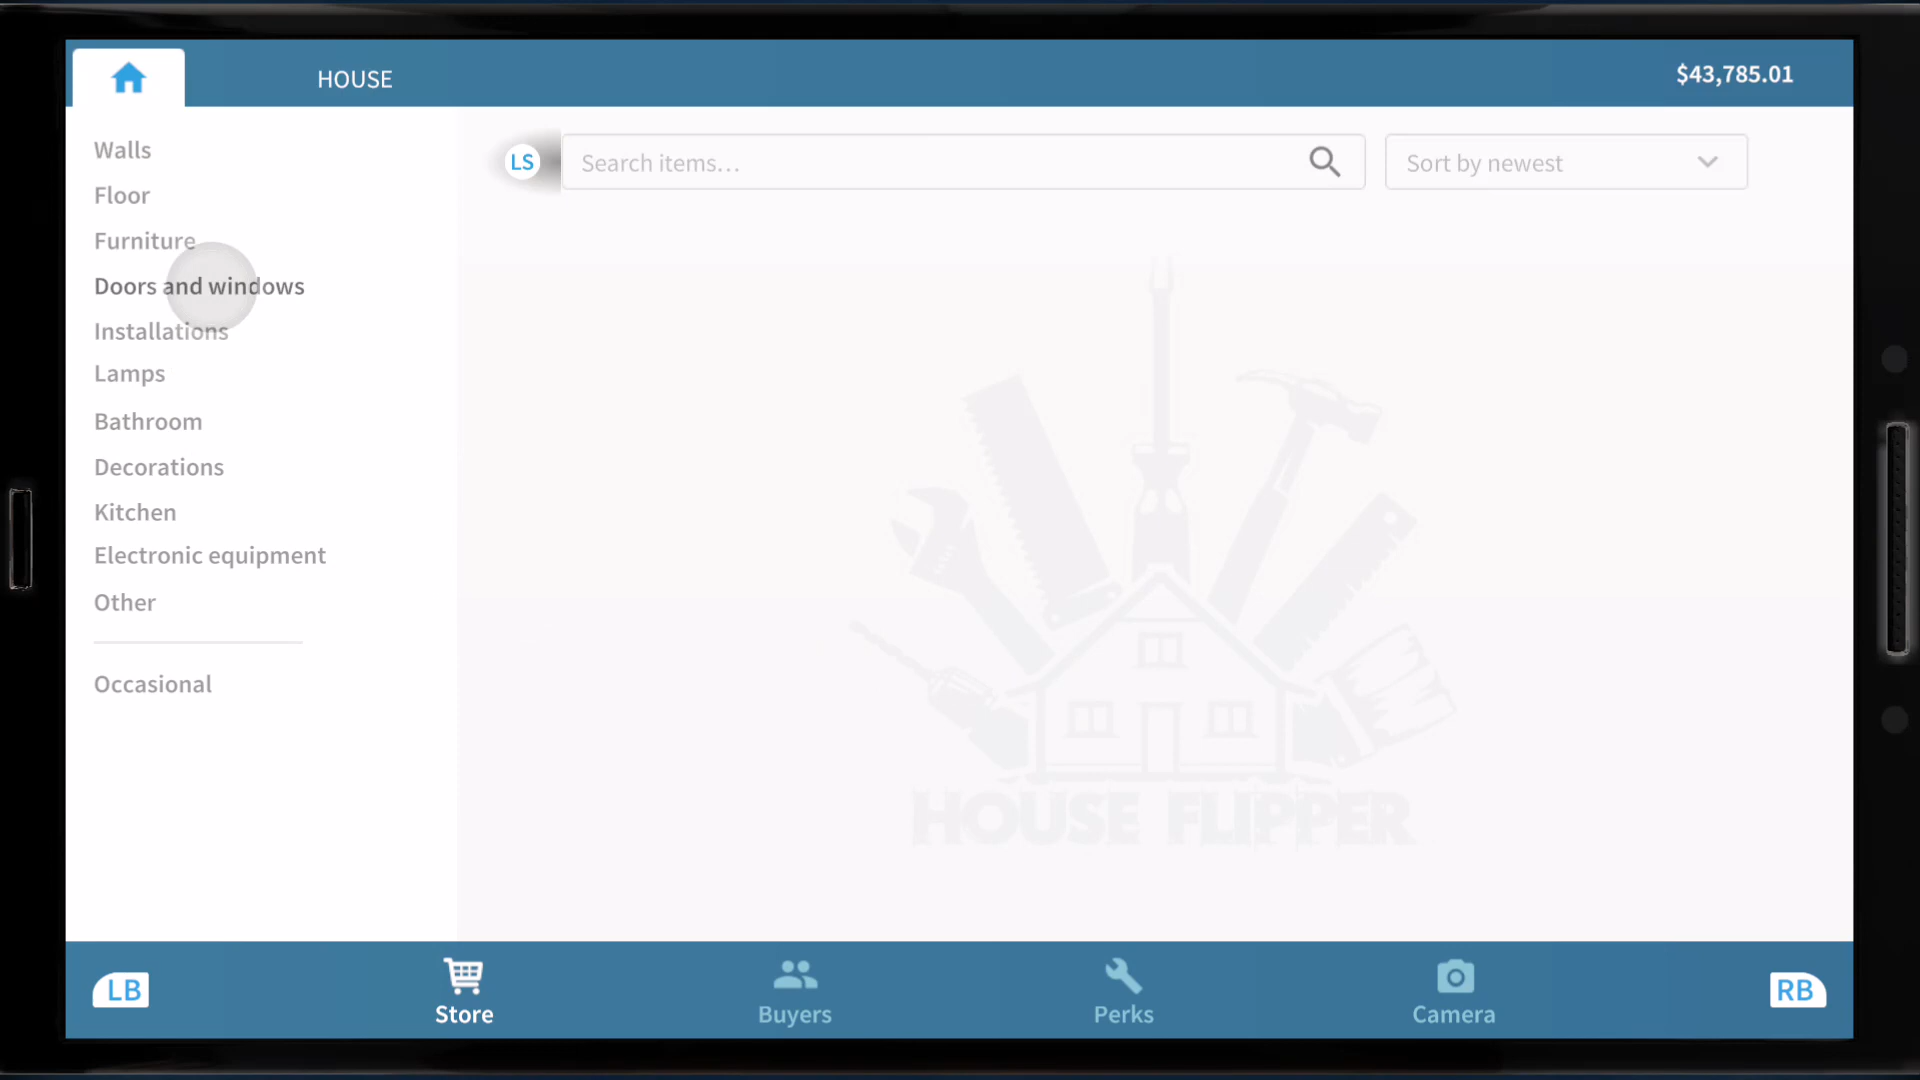 HOUSE
$43,785.01
Walls
Floor
Furniture
Doors and windows
Installations
Lamps
Bathroom
Decorations
Kitchen
Electronic equipment
Other
Occasional
LS
Search items...
Sort by newest
HOUSE FLIPPER
LB
Store
Buyers
Perks
Camera
RB